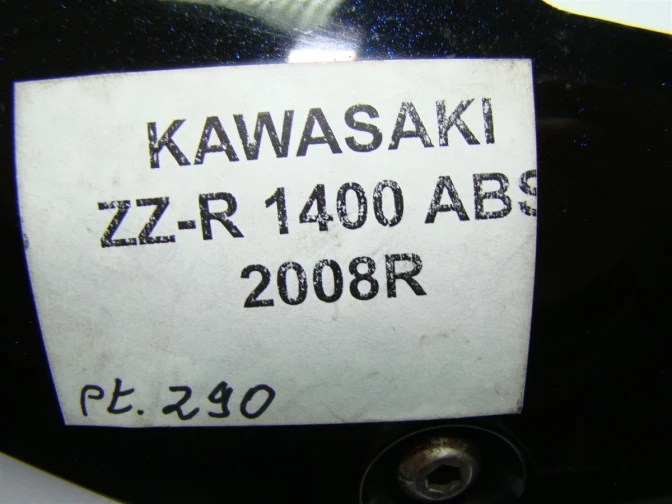 KAWASAKI
ZZ-R 1400 ABS
2008R
pt. 290